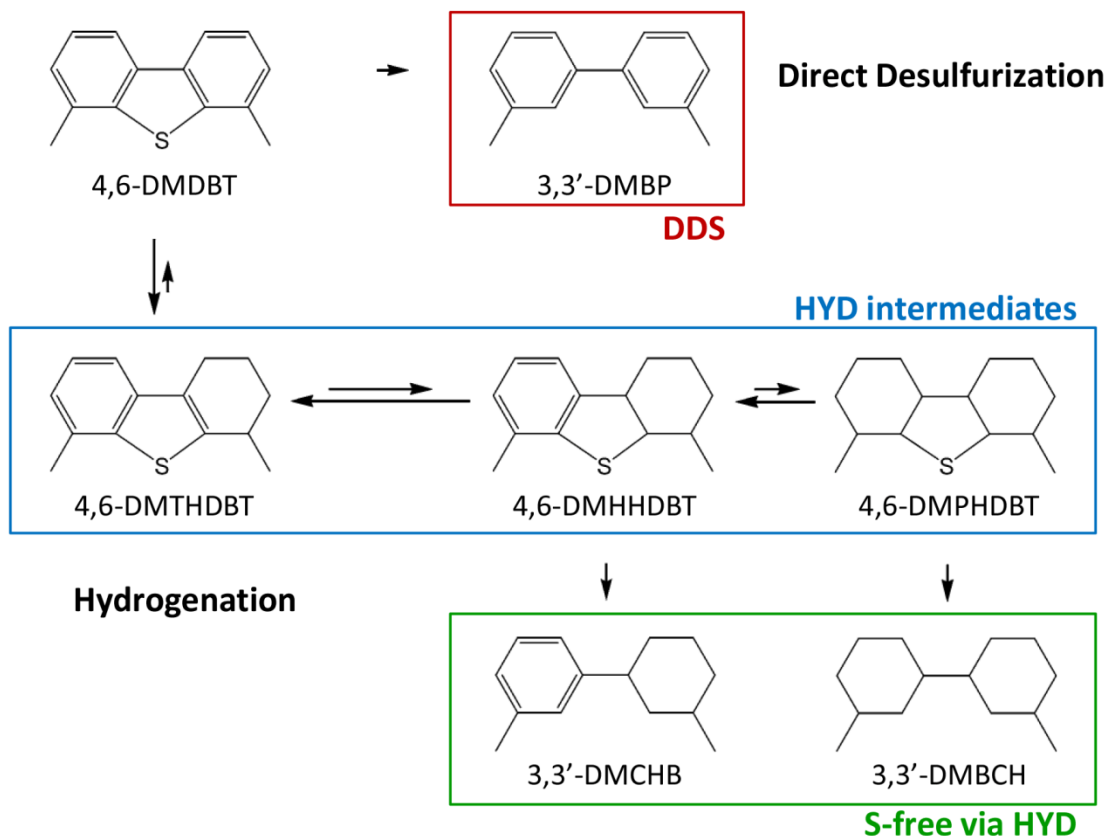 Direct Desulfurization
S
4,6-DMDBT
3,3’-DMBP
DDS
HYD intermediates
S
S
S
4,6-DMTHDBT
4,6-DMHHDBT
4,6-DMPHDBT
Hydrogenation
3,3’-DMCHB
3,3’-DMBCH
S-free via HYD